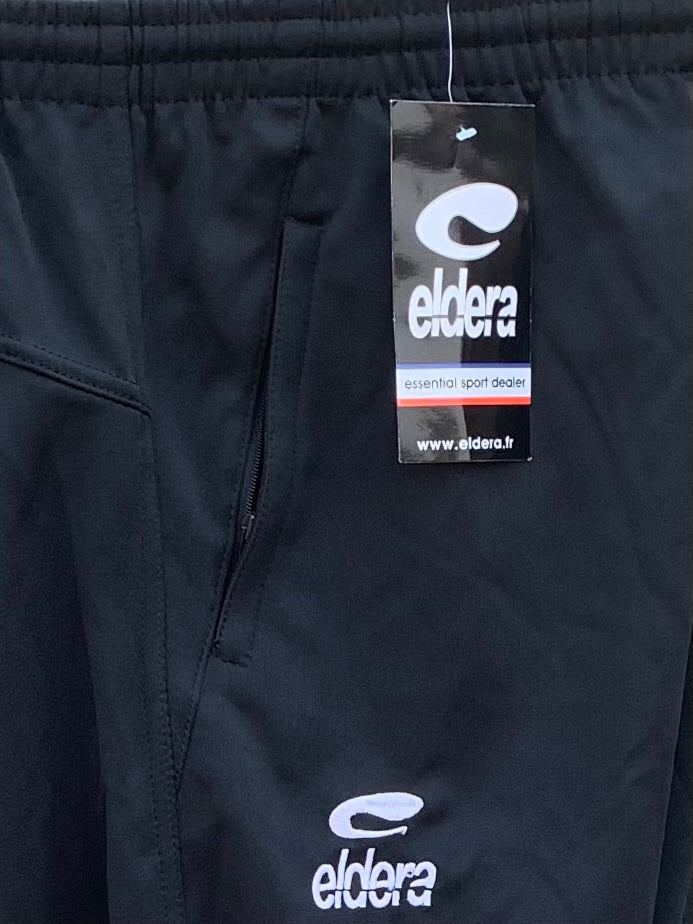 eldera
essential sport dealer
www.eldera.fr
eldera